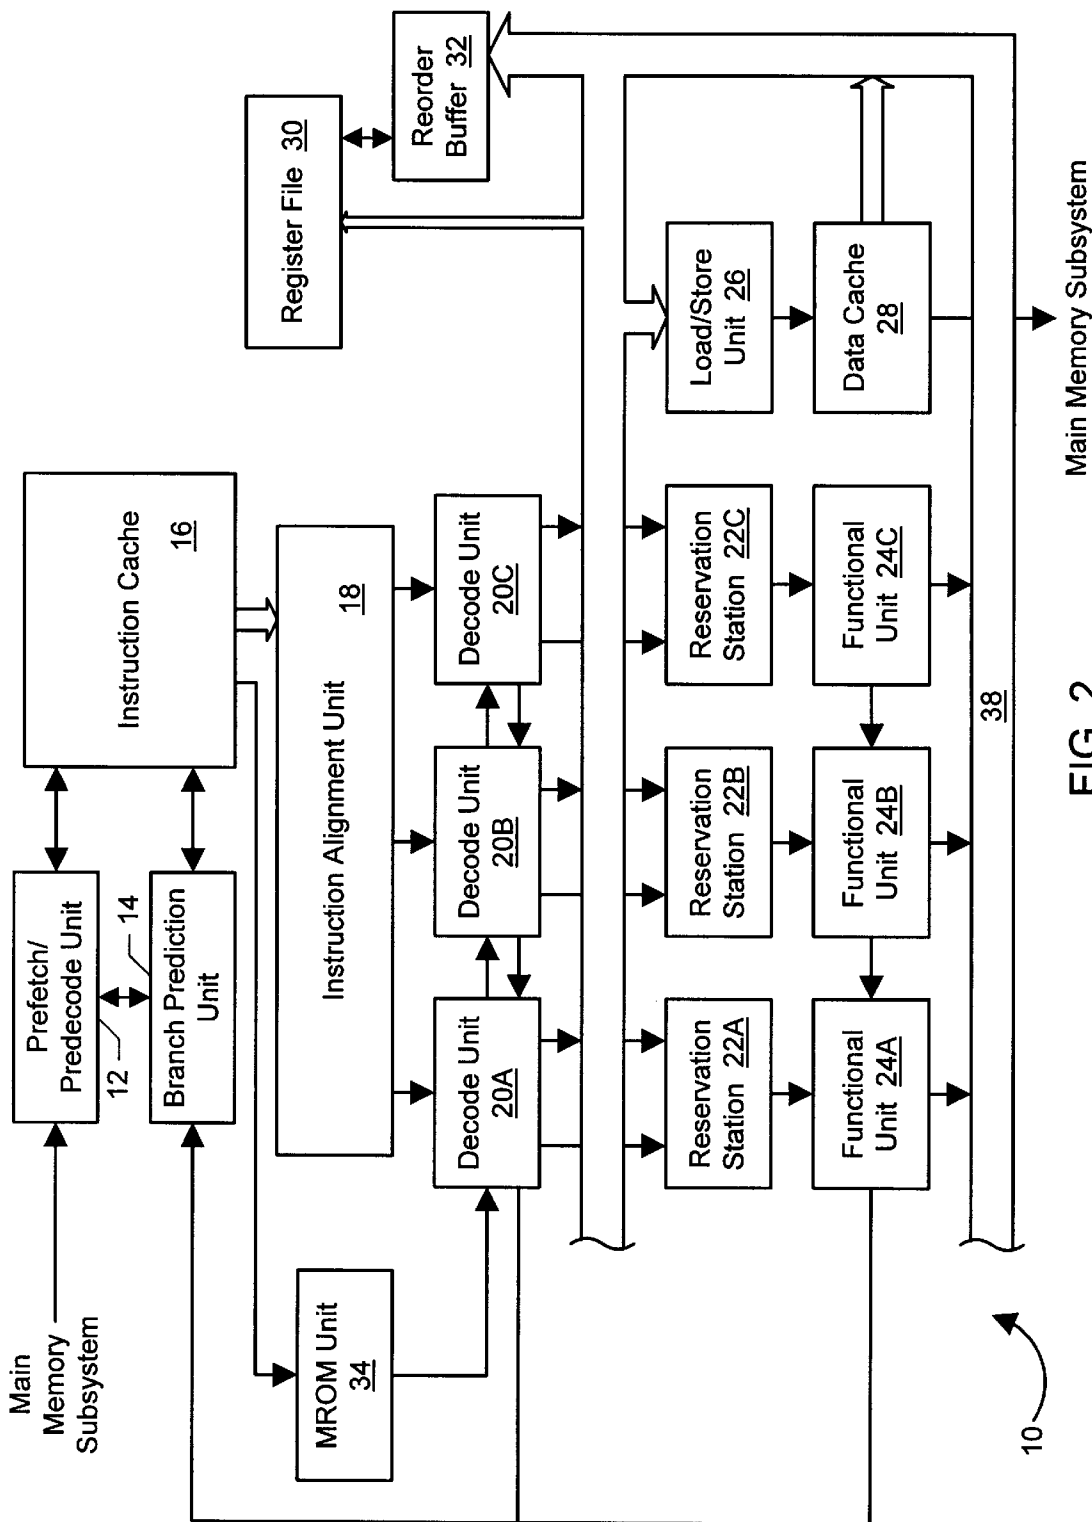 Main
Memory
Subsystem
Prefetch/
Predecode Unit
12
14
Branch Prediction
Unit
Instruction Cache
16
Register File 30
Reorder
Buffer 32
MROM Unit
34
Instruction Alignment Unit
18
Decode Unit
20A
Decode Unit
20B
Decode Unit
20C
Reservation
Station 22A
Reservation
Station 22B
Reservation
Station 22C
Load/Store
Unit 26
Functional
Unit 24A
Functional
Unit 24B
Functional
Unit 24C
Data Cache
28
38
Main Memory Subsystem
10
FIG. 2